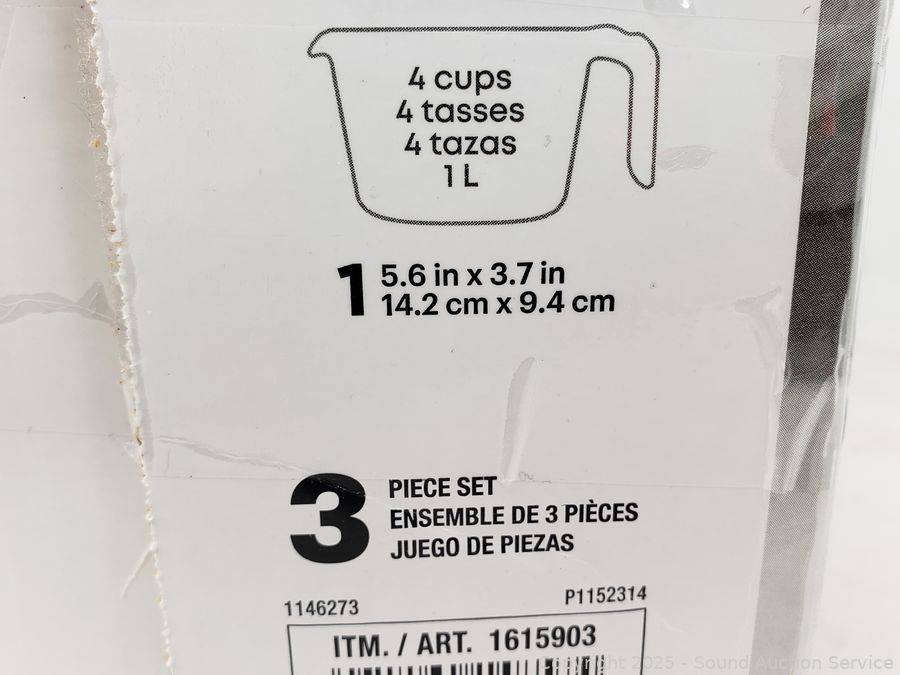 4 cups
4 tasses
4 tazas
1 L
1 5.6 in x 3.7 in
14.2 cm x 9.4 cm
3 PIECE SET
ENSEMBLE DE 3 PIÈCES
JUEGO DE PIEZAS
1146273 P1152314
ITM. / ART. 1615903
Copyright 2025 - Sound Auction Service